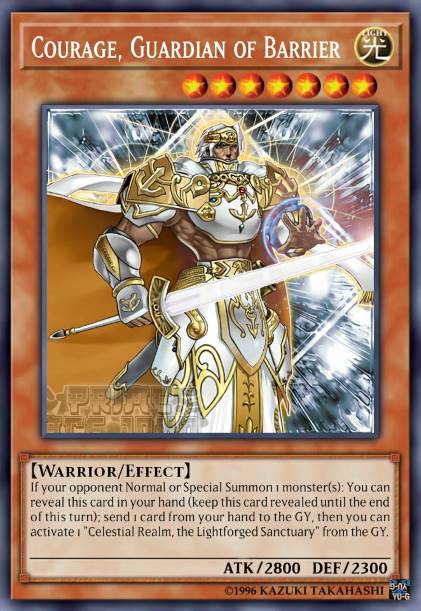 COURAGE, GUARDIAN OF BARRIER
LIGHT
光
PRINCE
[WARRIOR/EFFECT]
If your opponent Normal or Special Summon 1 monster(s): You can
reveal this card in your hand (keep this card revealed until the end
of this turn); send 1 card from your hand to the GY, then you can
activate 1 "Celestial Realm, the Lightforged Sanctuary" from the GY.
ATK/2800 DEF/2300
©1996 KAZUKI TAKAHASHI